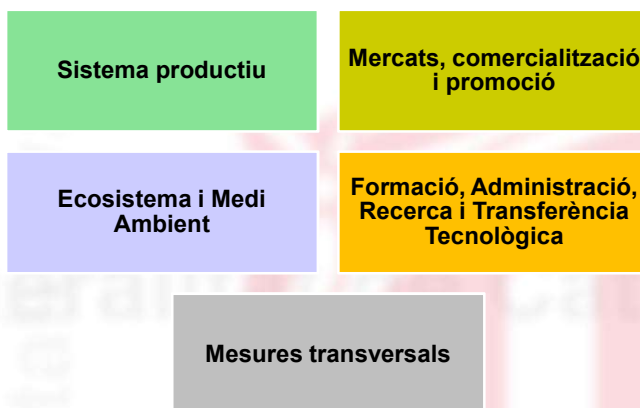 Sistema productiu
Mercats, comercialització
i promoció
Ecosistema i Medi
Ambient
Formació, Administració,
Recerca i Transferència
Tecnològica
Mesures transversals